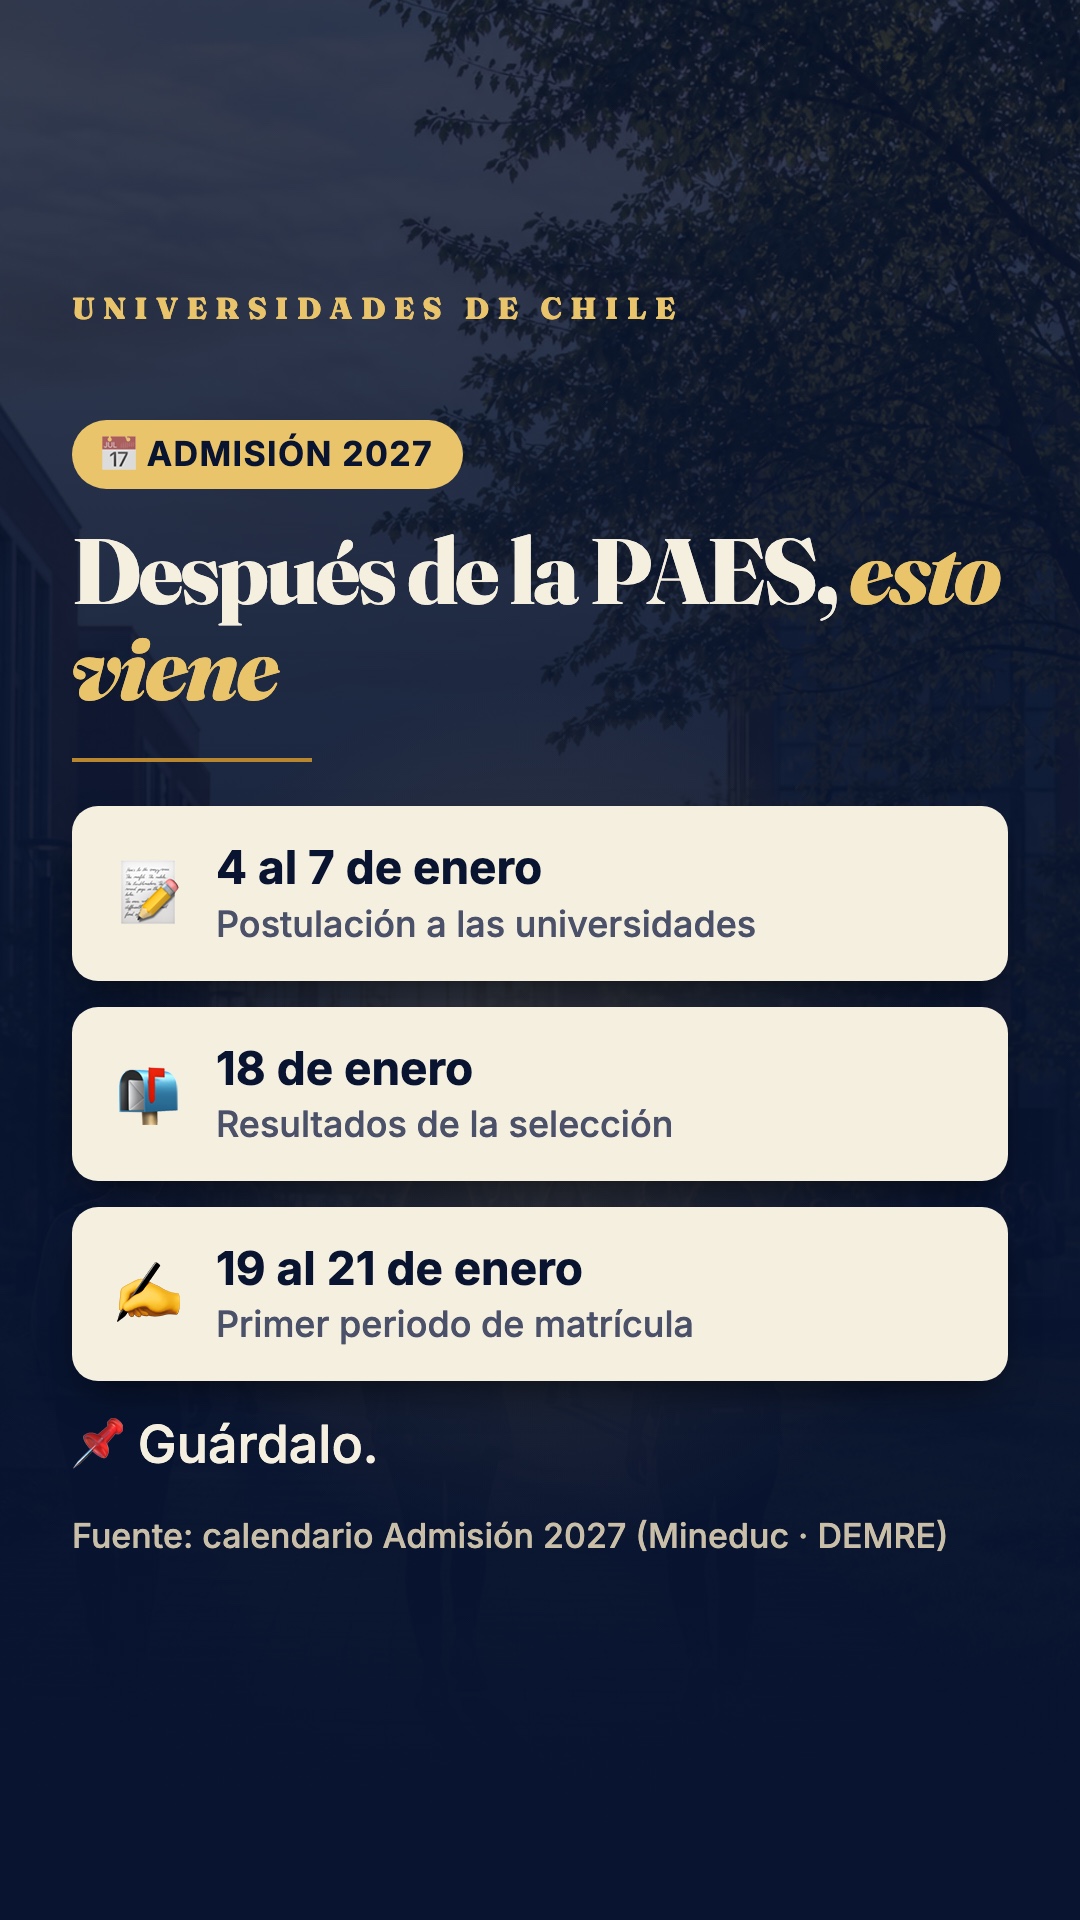 UNIVERSIDADES DE CHILE
📅 ADMISIÓN 2027
Después de la PAES, esto
viene
4 al 7 de enero
Postulación a las universidades
18 de enero
Resultados de la selección
19 al 21 de enero
Primer periodo de matrícula
📌 Guárdalo.
Fuente: calendario Admisión 2027 (Mineduc · DEMRE)